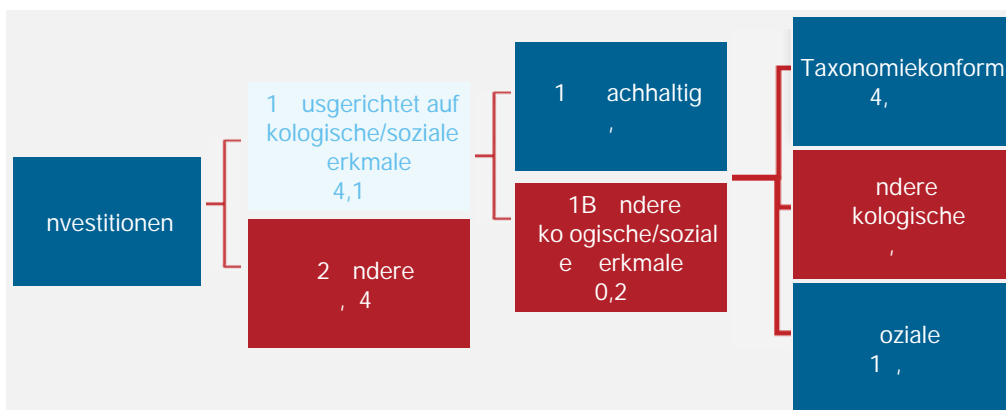 nvestitionen
1 usgerichtet auf
kologische/soziale
erkmale
4,1
2 ndere
, 4
1 achhaltig
,
1B ndere
ko ogische/sozial
e erkmale
0,2
Taxonomiekonform
4,
ndere
kologische
,
oziale
1 ,